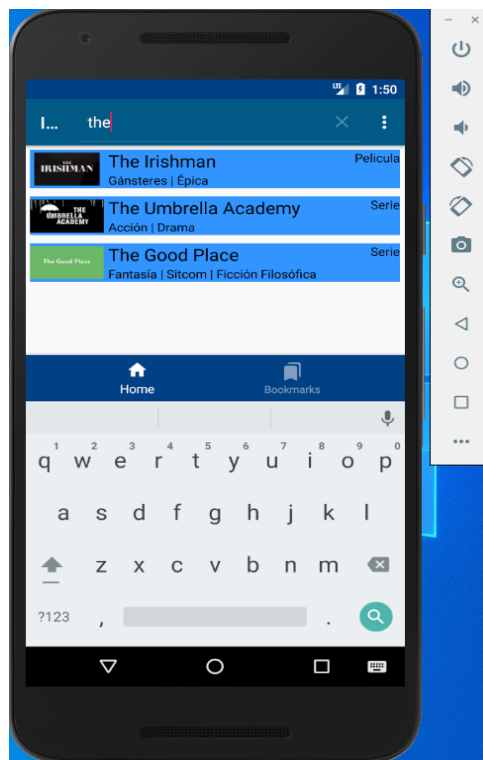 LTE 1:50
I... the
THE
IRISHMAN
The Irishman
Pelicula
Gánsteres | Épica
THE
UMBRELLA
ACADEMY
The Umbrella Academy
Serie
Acción | Drama
The Good Place
The Good Place
Serie
Fantasía | Sitcom | Ficción Filosófica
Home
Bookmarks
1 2 3 4 5 6 7 8 9 0
q w e r t y u i o p
a s d f g h j k l
z x c v b n m
?123 , .